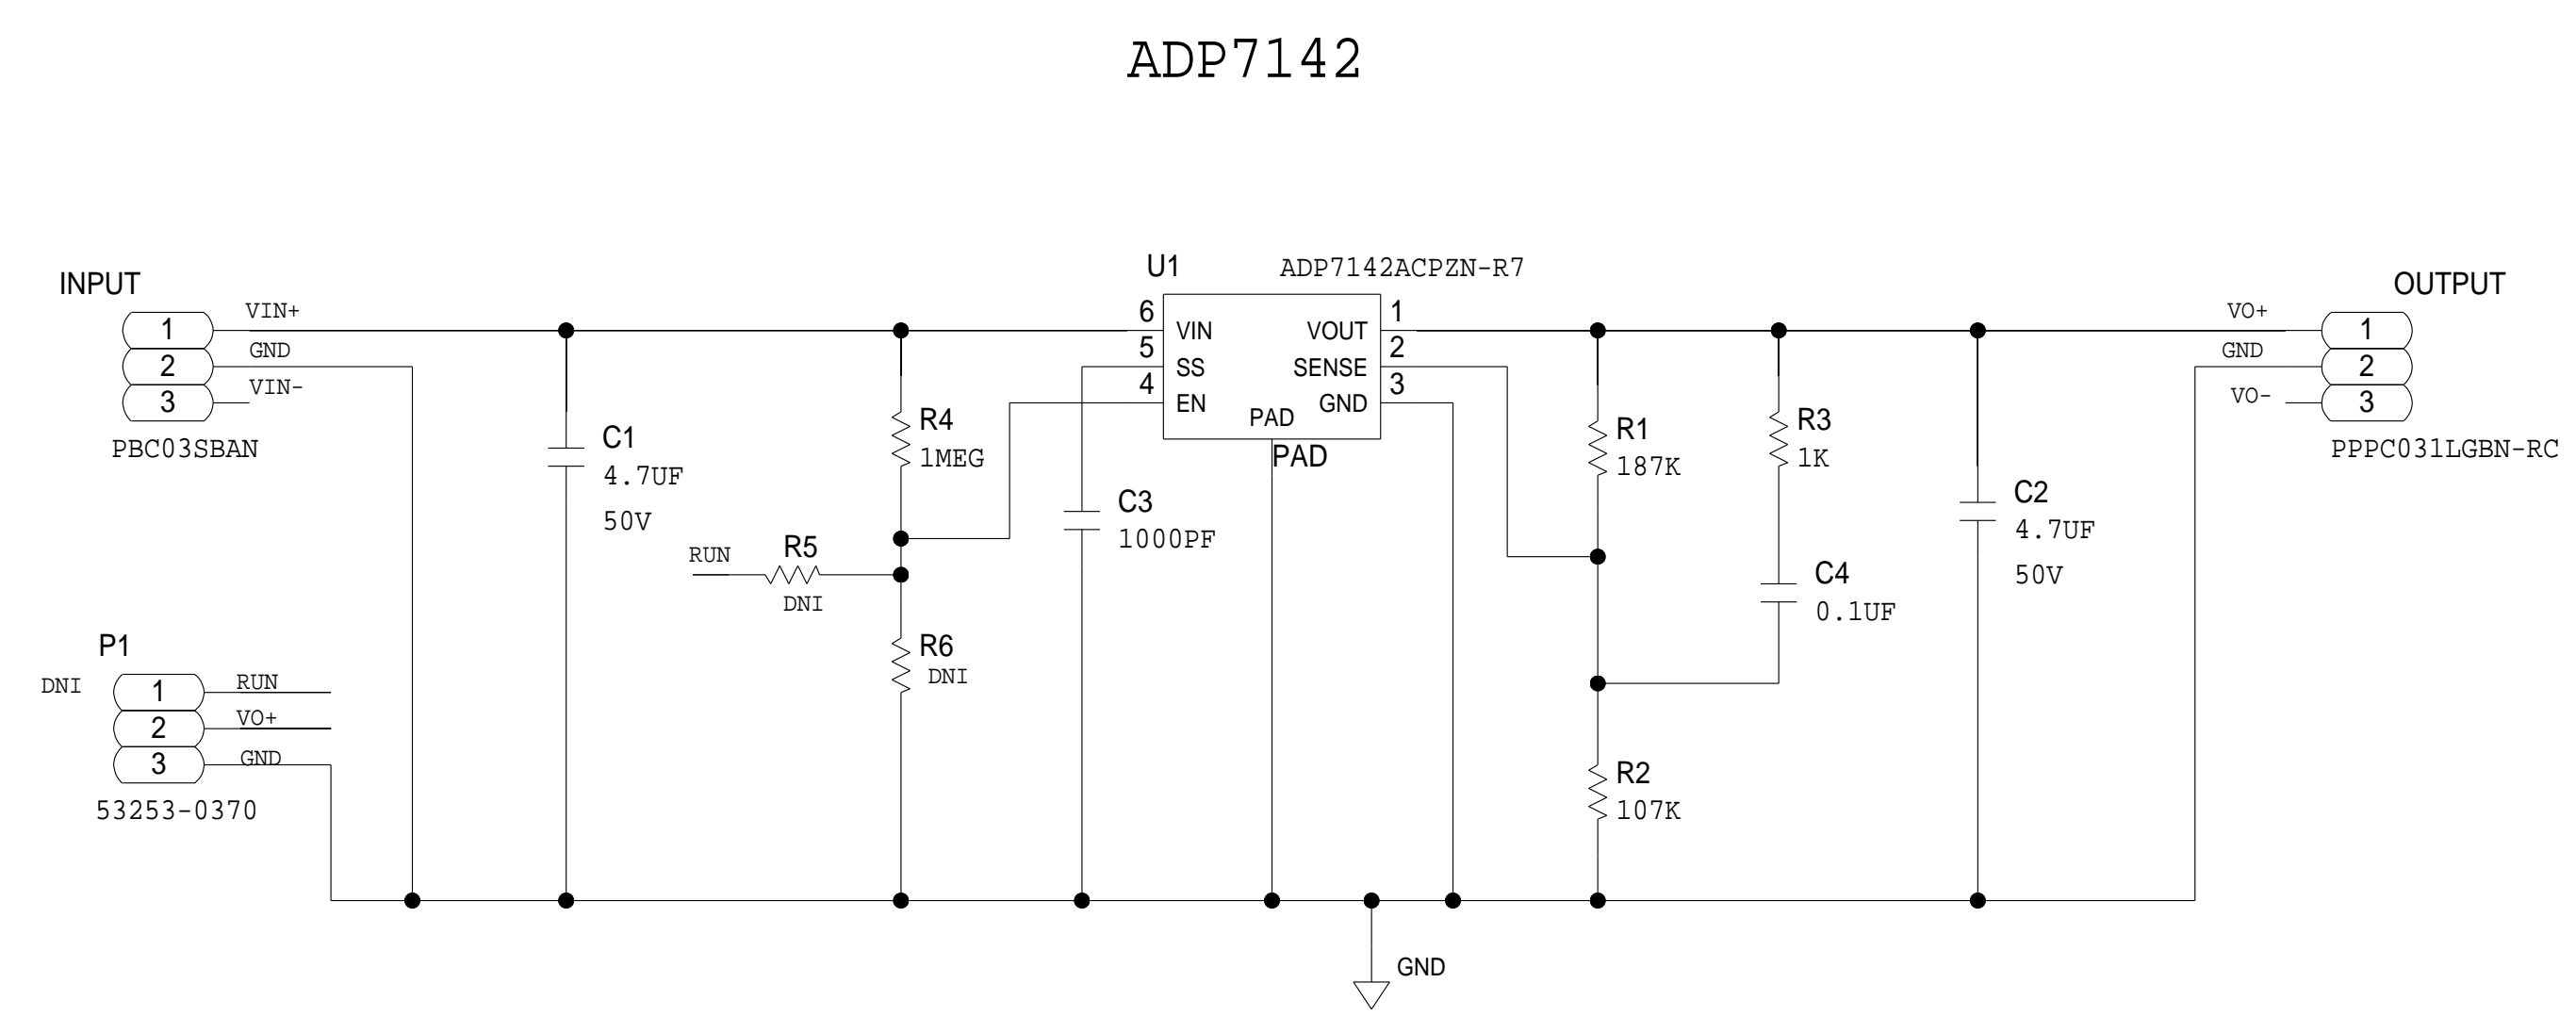 ADP7142
INPUT
1
2
3
VIN+
GND
VIN-
PBC03SBAN
P1
DNI
1
2
3
RUN
VO+
GND
53253-0370
C1
4.7UF
50V
R4
1MEG
RUN
R5
DNI
R6
DNI
C3
1000PF
U1
ADP7142ACPZN-R7
6
5
4
VIN
SS
EN
VOUT
SENSE
GND
PAD
PAD
1
2
3
R1
187K
R3
1K
C4
0.1UF
R2
107K
C2
4.7UF
50V
OUTPUT
VO+
GND
VO-
1
2
3
PPPC031LGBN-RC
GND